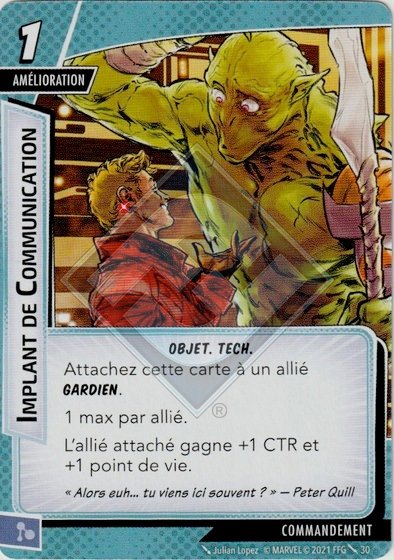 1
AMÉLIORATION
IMPLANT DE COMMUNICATION
OBJET. TECH.
Attachez cette carte à un allié
GARDIEN.
1 max par allié.
L'allié attaché gagne +1 CTR et
+1 point de vie.
« Alors euh... tu viens ici souvent ? » — Peter Quill
COMMANDEMENT
Julian Lopez © MARVEL © 2021 FFG 30